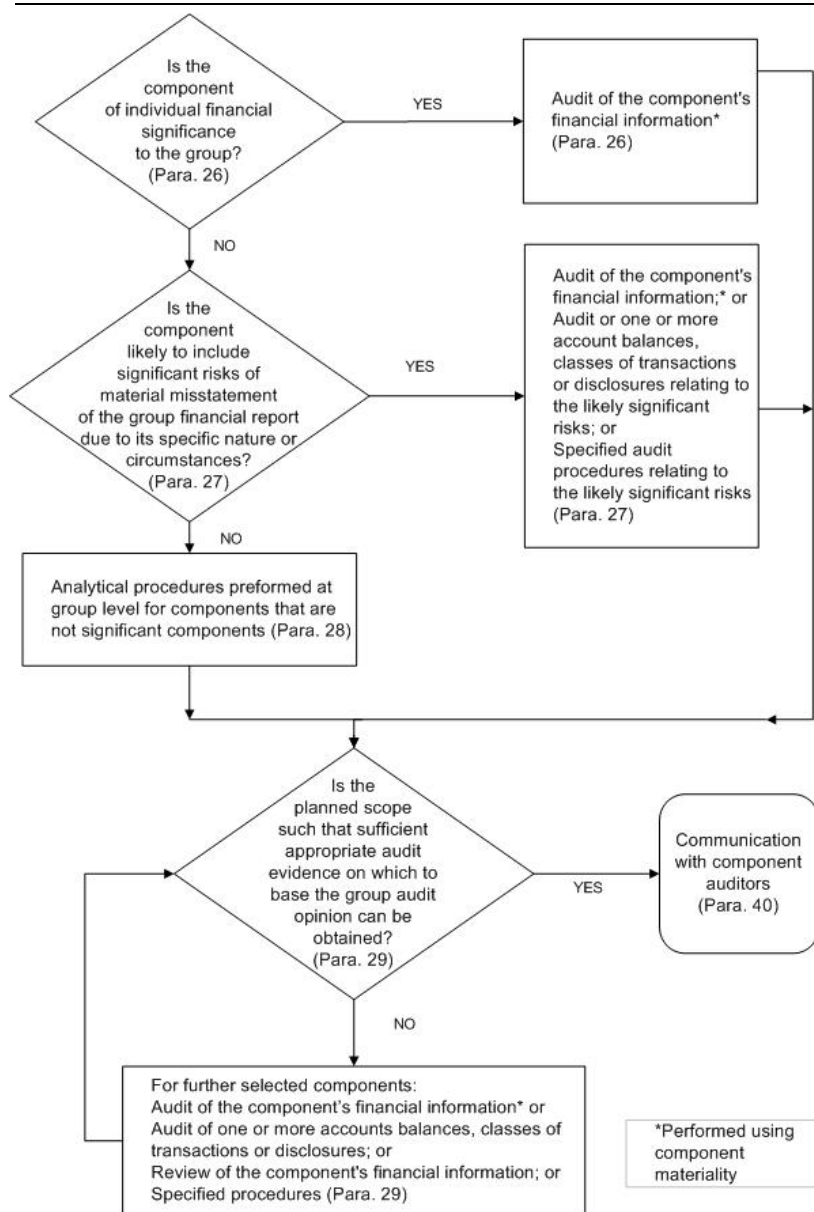 Is the
component
of individual financial
significance
to the group?
(Para. 26)
YES
Audit of the component's
financial information*
(Para. 26)
NO
Is the
component
likely to include
significant risks of
material misstatement
of the group financial report
due to its specific nature or
circumstances?
(Para. 27)
YES
Audit of the component's
financial information;* or
Audit or one or more
account balances,
classes of transactions
or disclosures relating to
the likely significant
risks; or
Specified audit
procedures relating to
the likely significant risks
(Para. 27)
NO
Analytical procedures preformed at
group level for components that are
not significant components (Para. 28)
Is the
planned scope
such that sufficient
appropriate audit
evidence on which to
base the group audit
opinion can be
obtained?
(Para. 29)
YES
Communication
with component
auditors
(Para. 40)
NO
For further selected components:
Audit of the component's financial information* or
Audit of one or more accounts balances, classes of
transactions or disclosures; or
Review of the component's financial information; or
Specified procedures (Para. 29)
*Performed using
component
materiality